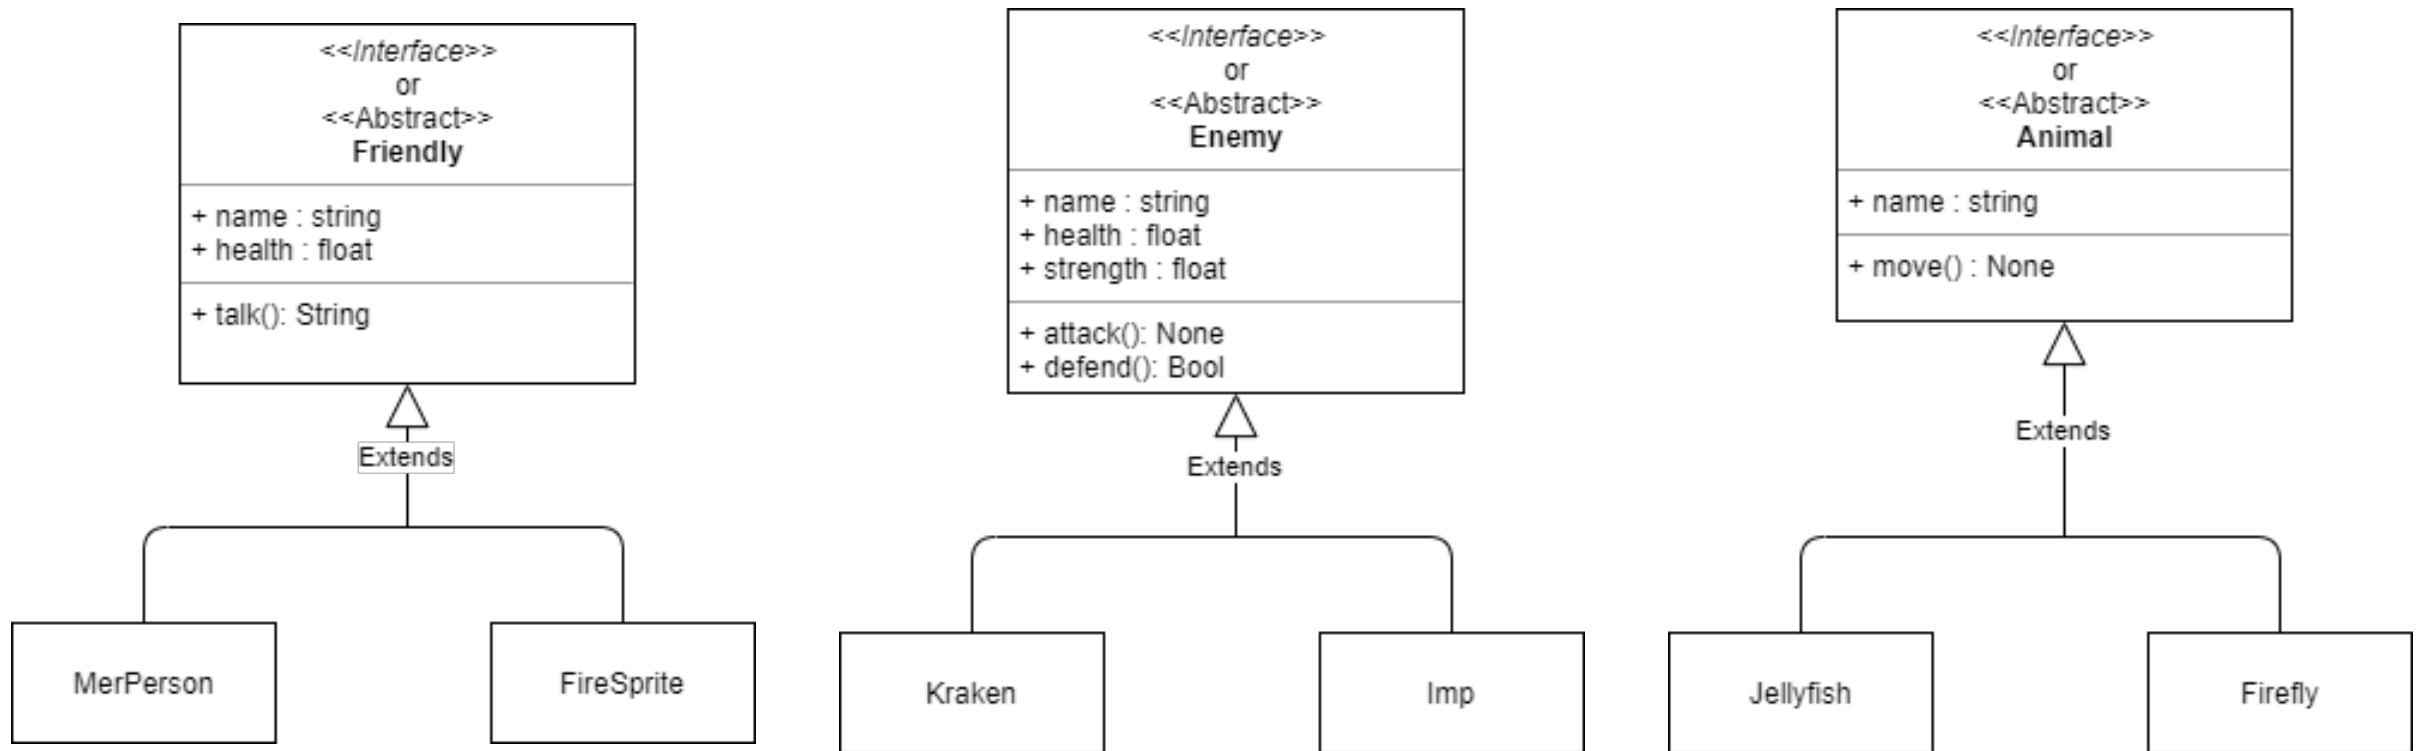 <<Interface>>
or
<<Abstract>>
Friendly
+ name : string
+ health : float
+ talk(): String
Extends
MerPerson
FireSprite
<<Interface>>
or
<<Abstract>>
Enemy
+ name : string
+ health : float
+ strength : float
+ attack(): None
+ defend(): Bool
Extends
Kraken
Imp
<<Interface>>
or
<<Abstract>>
Animal
+ name : string
+ move() : None
Extends
Jellyfish
Firefly